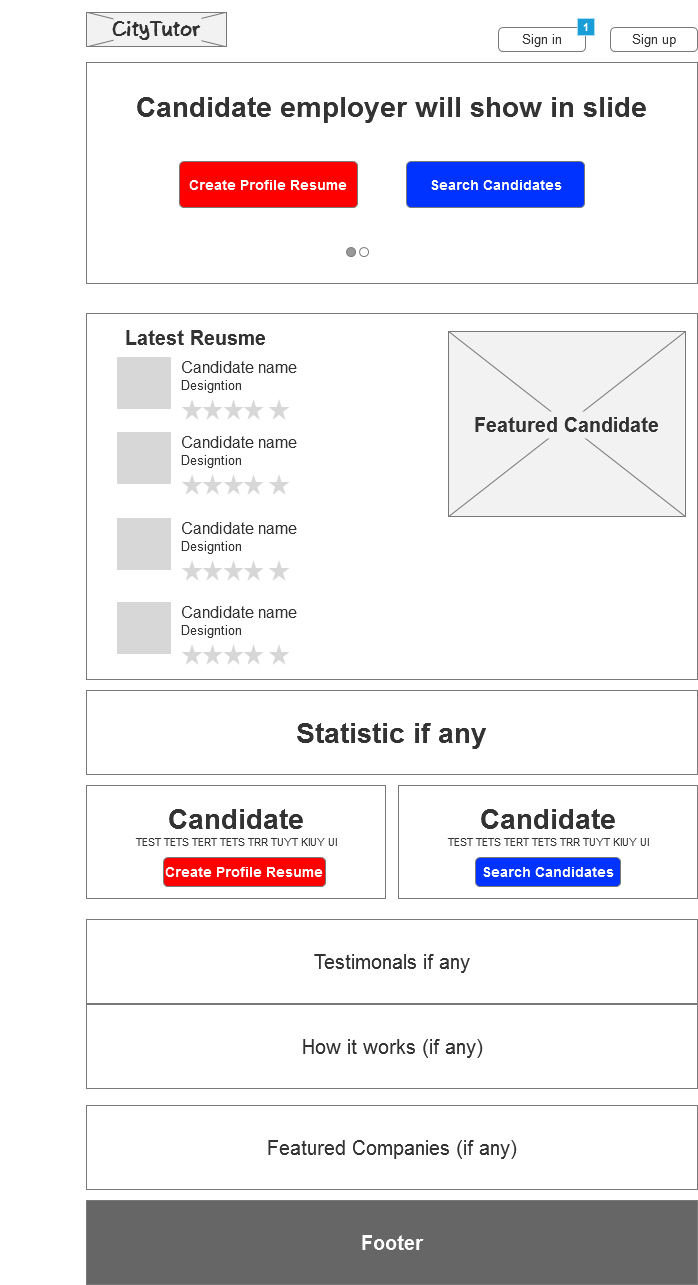 CityTutor
Sign in
1
Sign up
Candidate employer will show in slide
Create Profile Resume
Search Candidates
Latest Reusme
Candidate name
Designtion
Candidate name
Designtion
Candidate name
Designtion
Candidate name
Designtion
Featured Candidate
Statistic if any
Candidate
TEST TETS TERT TETS TRR TUYT KIUY UI
Create Profile Resume
Candidate
TEST TETS TERT TETS TRR TUYT KIUY UI
Search Candidates
Testimonals if any
How it works (if any)
Featured Companies (if any)
Footer